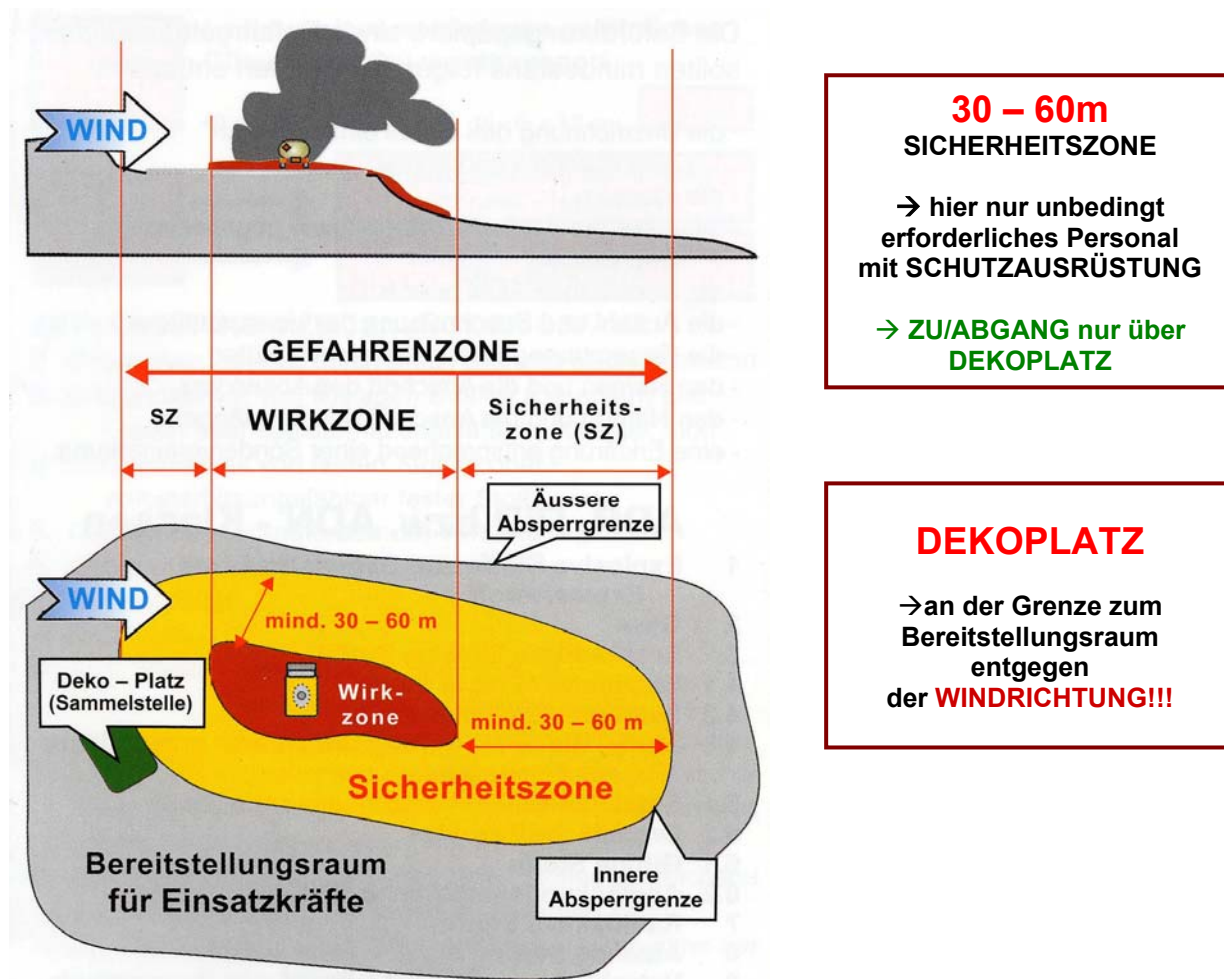 WIND
GEFAHRENZONE
SZ
WIRKZONE
Sicherheits-
zone (SZ)
Äussere
Absperrgrenze
WIND
mind. 30 – 60 m
Deko – Platz
(Sammelstelle)
Wirk-
zone
mind. 30 – 60 m
Sicherheitszone
Bereitstellungsraum
für Einsatzkräfte
Innere
Absperrgrenze
30 – 60m
SICHERHEITSZONE
→ hier nur unbedingt
erforderliches Personal
mit SCHUTZAUSRÜSTUNG
→ ZU/ABGANG nur über
DEKOPLATZ
DEKOPLATZ
→an der Grenze zum
Bereitstellungsraum
entgegen
der WINDRICHTUNG!!!